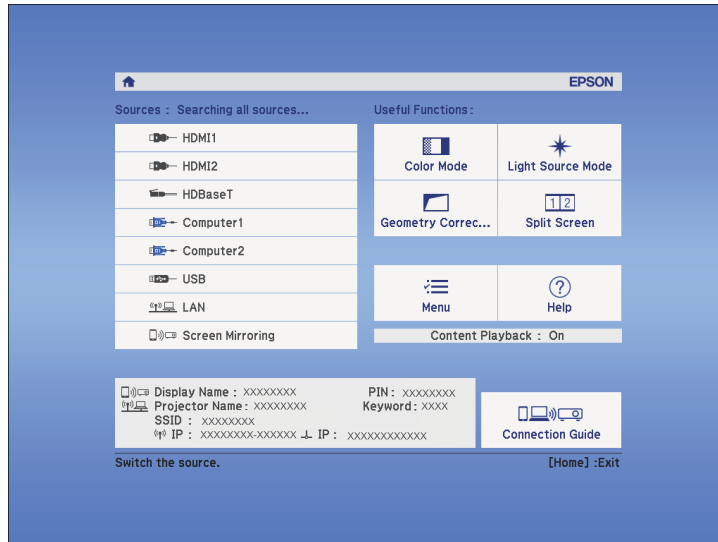 EPSON
Sources : Searching all sources...
HDMI1
HDMI2
HDBaseT
Computer1
Computer2
USB
LAN
Screen Mirroring
Useful Functions :
Color Mode
Light Source Mode
Geometry Correc...
1 2
Split Screen
Menu
?
Help
Content Playback : On
Display Name : XXXXXXXX PIN : XXXXXXXX
Projector Name : XXXXXXXX Keyword : XXXX
SSID : XXXXXXXX
IP : XXXXXXXX-XXXXXX IP : XXXXXXXXXXXX
Connection Guide
Switch the source. [Home] :Exit